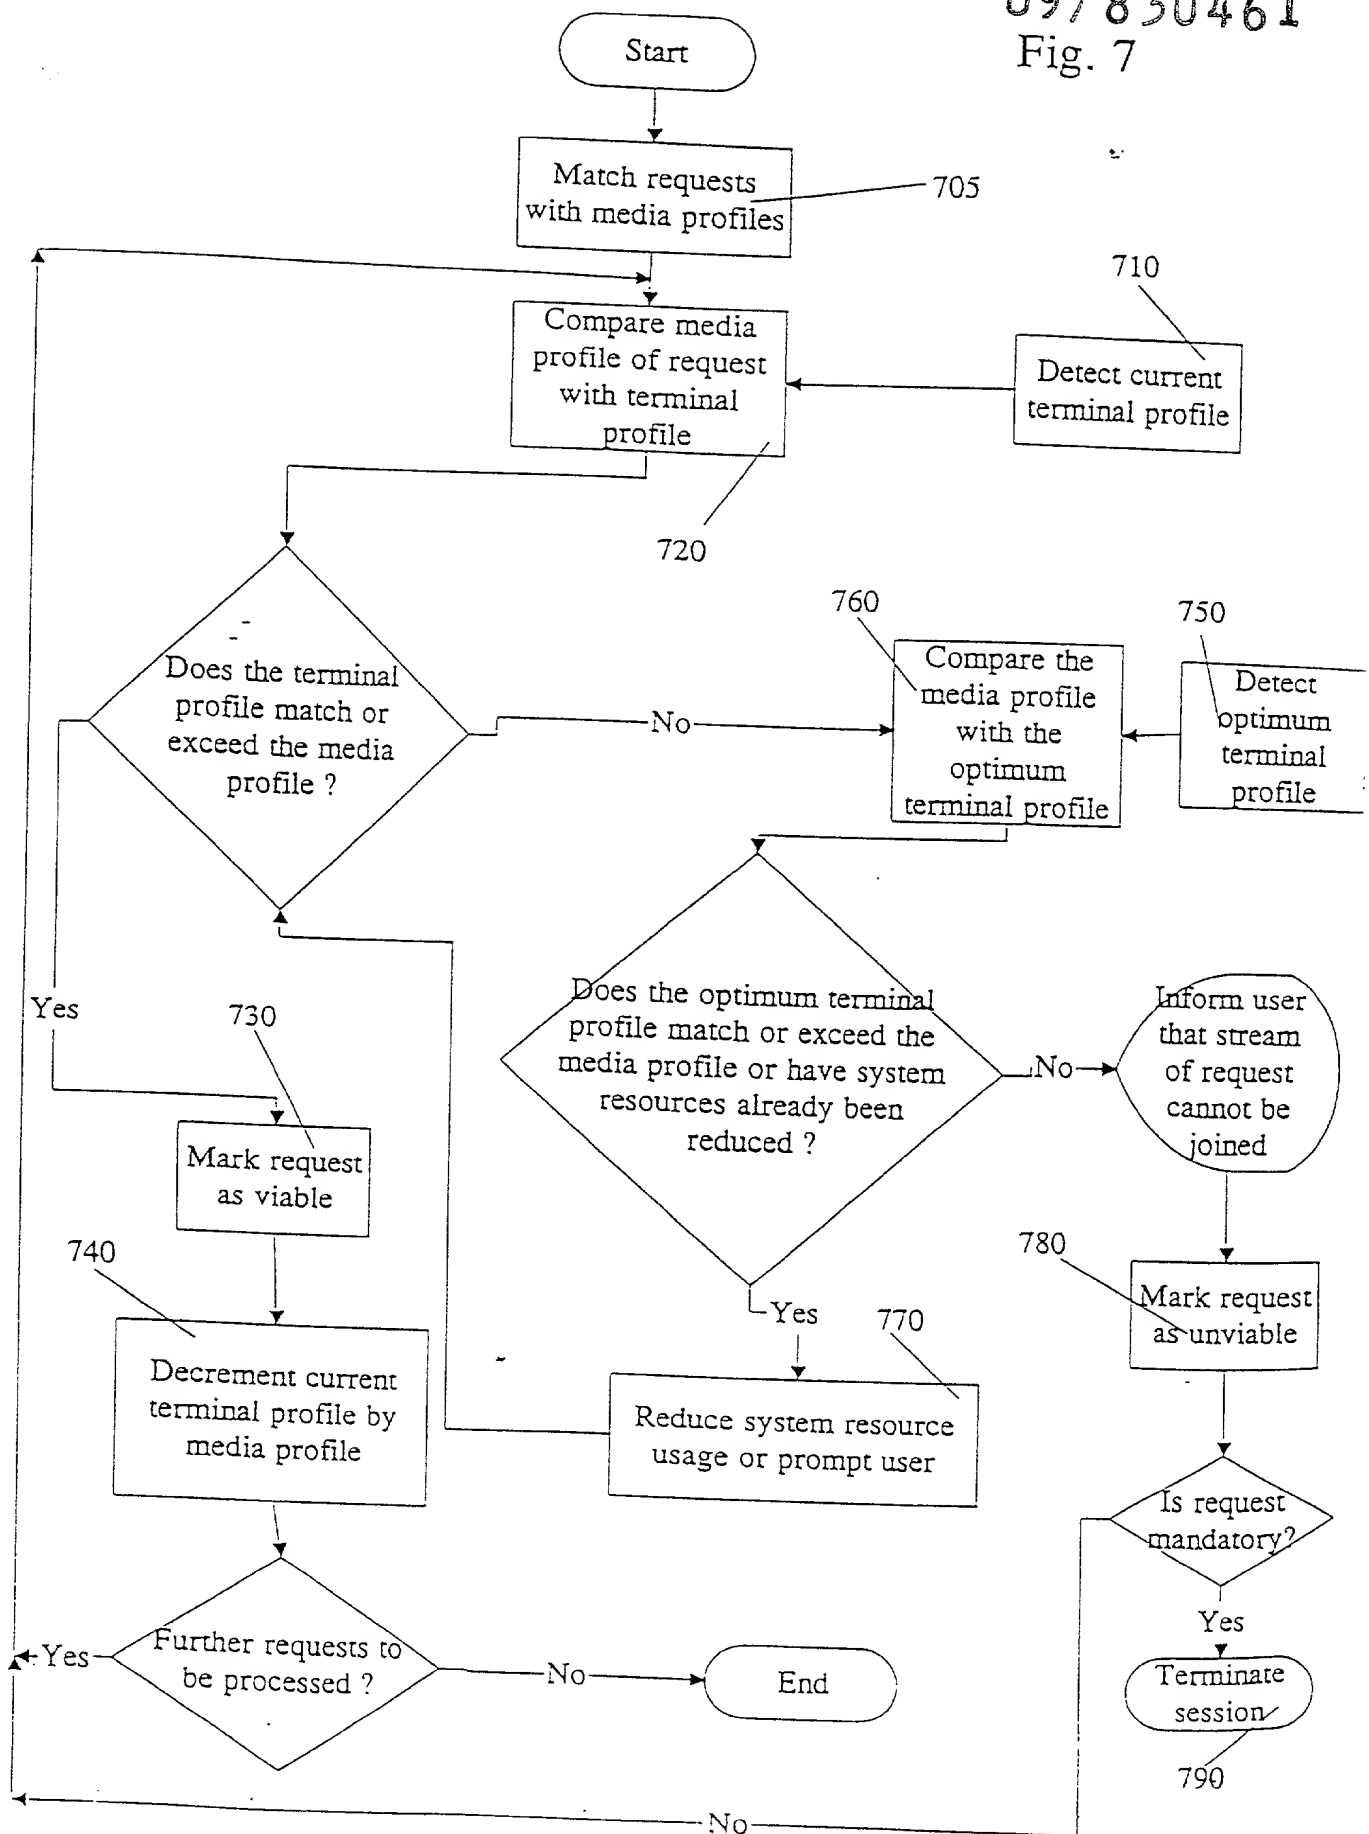 09/830461
Fig. 7
Start
Match requests
with media profiles
705
710
Compare media
profile of request
with terminal
profile
Detect current
terminal profile
720
760
750
Does the terminal
profile match or
exceed the media
profile ?
No
Compare the
media profile
with the
optimum
terminal profile
Detect
optimum
terminal
profile
Yes
730
Does the optimum terminal
profile match or exceed the
media profile or have system
resources already been
reduced ?
No
Inform user
that stream
of request
cannot be
joined
Mark request
as viable
740
780
Mark request
as unviable
Yes
770
Decrement current
terminal profile by
media profile
Reduce system resource
usage or prompt user
Is request
mandatory?
Yes
Further requests to
be processed ?
Yes
No
End
Terminate
session
790
No